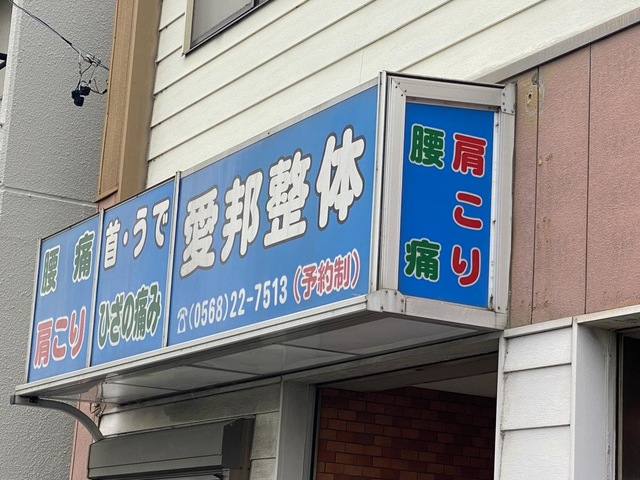 腰痛
肩こり
首・うで
ひざの痛み
愛邦整体
☎(0568)22-7513(予約制)
肩こり
腰痛